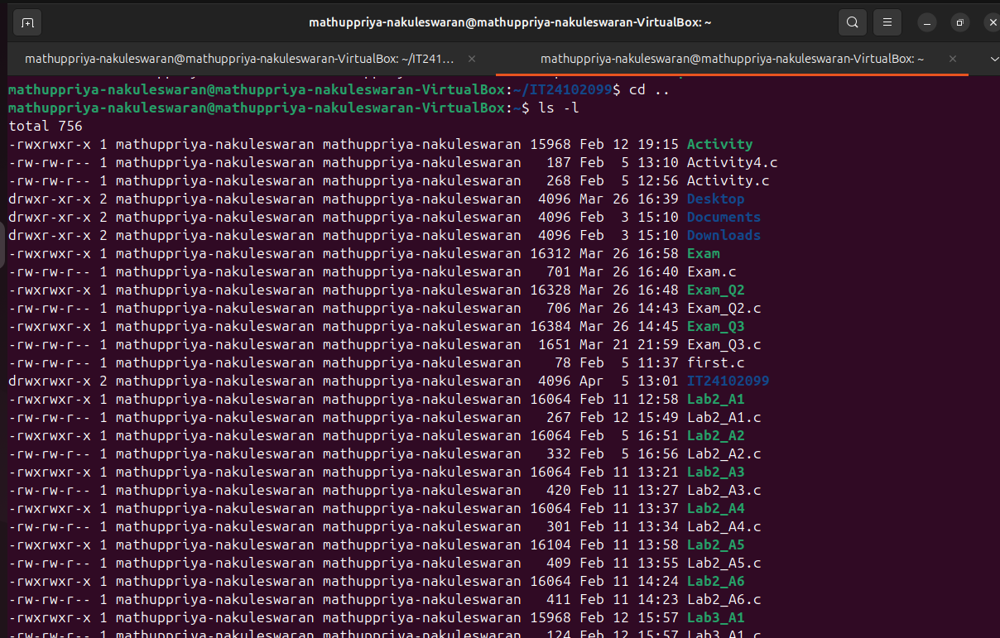 mathuppriya-nakuleswaran@mathuppriya-nakuleswaran-VirtualBox: ~
mathuppriya-nakuleswaran@mathuppriya-nakuleswaran-VirtualBox: ~/IT241...
mathuppriya-nakuleswaran@mathuppriya-nakuleswaran-VirtualBox: ~
mathuppriya-nakuleswaran@mathuppriya-nakuleswaran-VirtualBox:~/IT24102099$ cd ..
mathuppriya-nakuleswaran@mathuppriya-nakuleswaran-VirtualBox:~$ ls -l
total 756
-rwxrwxr-x 1 mathuppriya-nakuleswaran mathuppriya-nakuleswaran 15968 Feb 12 19:15 Activity
-rw-rw-r-- 1 mathuppriya-nakuleswaran mathuppriya-nakuleswaran   187 Feb  5 13:10 Activity4.c
-rw-rw-r-- 1 mathuppriya-nakuleswaran mathuppriya-nakuleswaran   268 Feb  5 12:56 Activity.c
drwxr-xr-x 2 mathuppriya-nakuleswaran mathuppriya-nakuleswaran  4096 Mar 26 16:39 Desktop
drwxr-xr-x 2 mathuppriya-nakuleswaran mathuppriya-nakuleswaran  4096 Feb  3 15:10 Documents
drwxr-xr-x 2 mathuppriya-nakuleswaran mathuppriya-nakuleswaran  4096 Feb  3 15:10 Downloads
-rwxrwxr-x 1 mathuppriya-nakuleswaran mathuppriya-nakuleswaran 16312 Mar 26 16:58 Exam
-rw-rw-r-- 1 mathuppriya-nakuleswaran mathuppriya-nakuleswaran   701 Mar 26 16:40 Exam.c
-rwxrwxr-x 1 mathuppriya-nakuleswaran mathuppriya-nakuleswaran 16328 Mar 26 16:48 Exam_Q2
-rw-rw-r-- 1 mathuppriya-nakuleswaran mathuppriya-nakuleswaran   706 Mar 26 14:43 Exam_Q2.c
-rwxrwxr-x 1 mathuppriya-nakuleswaran mathuppriya-nakuleswaran 16384 Mar 26 14:45 Exam_Q3
-rw-rw-r-- 1 mathuppriya-nakuleswaran mathuppriya-nakuleswaran  1651 Mar 21 21:59 Exam_Q3.c
-rw-rw-r-- 1 mathuppriya-nakuleswaran mathuppriya-nakuleswaran    78 Feb  5 11:37 first.c
drwxrwxr-x 2 mathuppriya-nakuleswaran mathuppriya-nakuleswaran  4096 Apr  5 13:01 IT24102099
-rwxrwxr-x 1 mathuppriya-nakuleswaran mathuppriya-nakuleswaran 16064 Feb 11 12:58 Lab2_A1
-rw-rw-r-- 1 mathuppriya-nakuleswaran mathuppriya-nakuleswaran   267 Feb 12 15:49 Lab2_A1.c
-rwxrwxr-x 1 mathuppriya-nakuleswaran mathuppriya-nakuleswaran 16064 Feb  5 16:51 Lab2_A2
-rw-rw-r-- 1 mathuppriya-nakuleswaran mathuppriya-nakuleswaran   332 Feb  5 16:56 Lab2_A2.c
-rwxrwxr-x 1 mathuppriya-nakuleswaran mathuppriya-nakuleswaran 16064 Feb 11 13:21 Lab2_A3
-rw-rw-r-- 1 mathuppriya-nakuleswaran mathuppriya-nakuleswaran   420 Feb 11 13:27 Lab2_A3.c
-rwxrwxr-x 1 mathuppriya-nakuleswaran mathuppriya-nakuleswaran 16064 Feb 11 13:37 Lab2_A4
-rw-rw-r-- 1 mathuppriya-nakuleswaran mathuppriya-nakuleswaran   301 Feb 11 13:34 Lab2_A4.c
-rwxrwxr-x 1 mathuppriya-nakuleswaran mathuppriya-nakuleswaran 16104 Feb 11 13:58 Lab2_A5
-rw-rw-r-- 1 mathuppriya-nakuleswaran mathuppriya-nakuleswaran   409 Feb 11 13:55 Lab2_A5.c
-rwxrwxr-x 1 mathuppriya-nakuleswaran mathuppriya-nakuleswaran 16064 Feb 11 14:24 Lab2_A6
-rw-rw-r-- 1 mathuppriya-nakuleswaran mathuppriya-nakuleswaran   411 Feb 11 14:23 Lab2_A6.c
-rwxrwxr-x 1 mathuppriya-nakuleswaran mathuppriya-nakuleswaran 15968 Feb 12 15:57 Lab3_A1
-rw-rw-r-- 1 mathuppriya-nakuleswaran mathuppriya-nakuleswaran   124 Feb 12 15:57 Lab3_A1.c